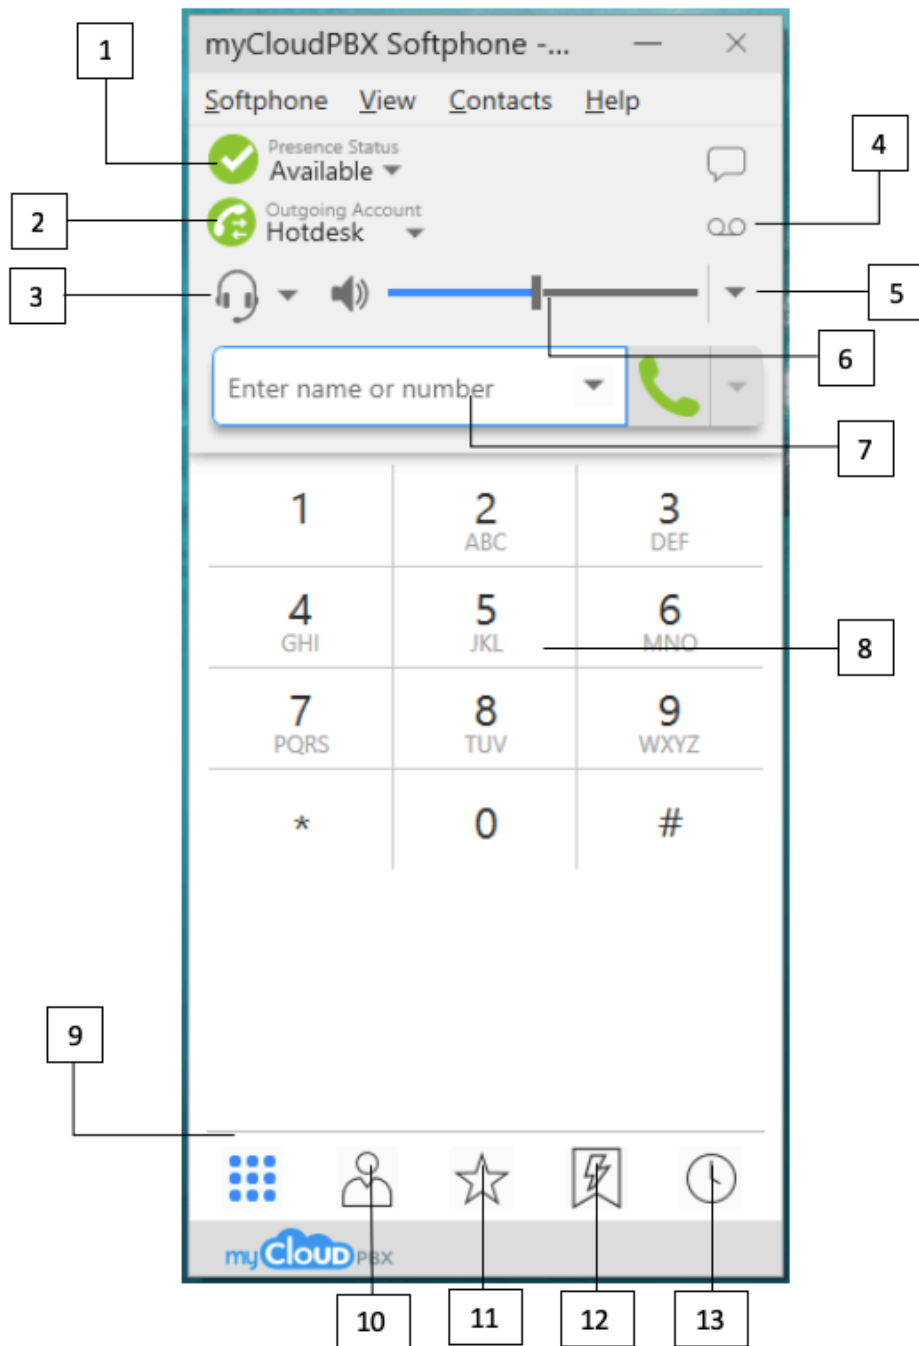 myCloudPBX Softphone -...
1
Softphone View Contacts Help
Presence Status
Available
4
Outgoing Account
Hotdesk
2
3
5
6
Enter name or number
7
1 2 3
ABC DEF
4 5 6
GHI JKL MNO
8
7 8 9
PQRS TUV WXYZ
* 0 #
9
myCloudPBX
10 11 12 13